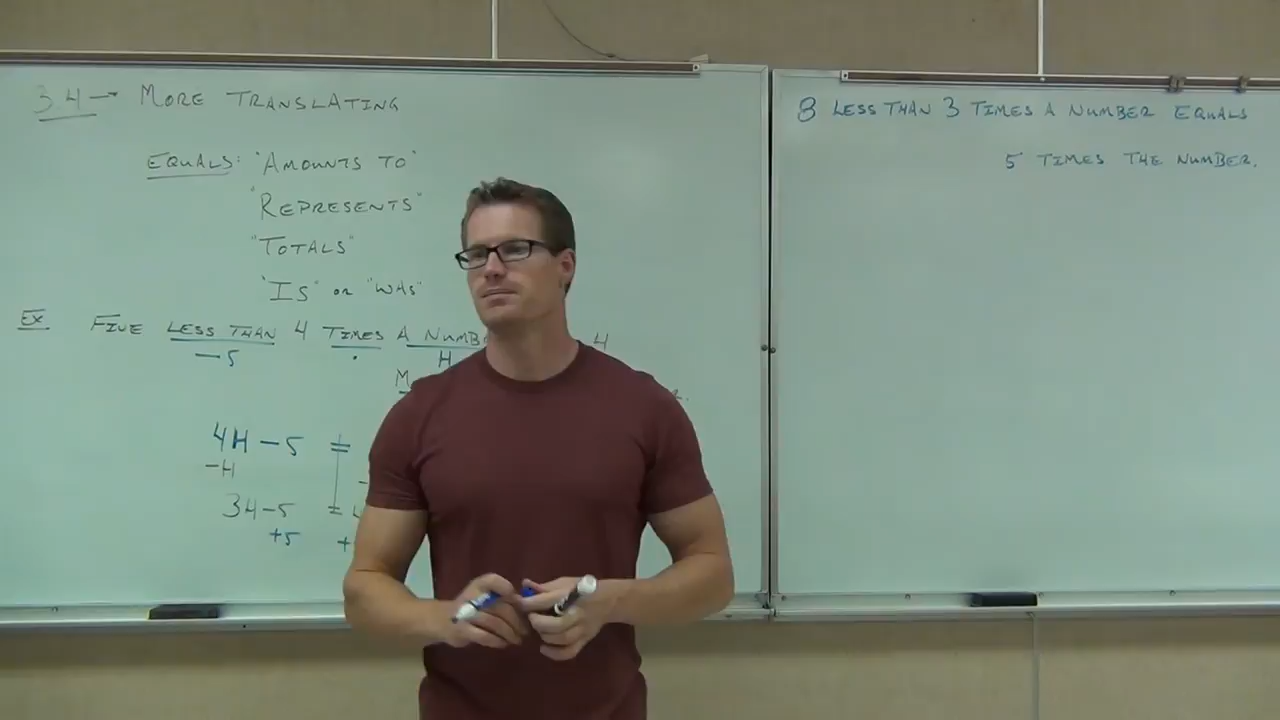 3.4 → MORE TRANSLATING
EQUALS: "AMOUNTS TO"
"REPRESENTS"
"TOTALS"
"IS" OR "WAS"
EX FIVE LESS THAN 4 TIMES A NUMB 4
-5 · H
M R.
4H - 5 =
-H -
3H-5 =
+5 +
8 LESS THAN 3 TIMES A NUMBER EQUALS
5 TIMES THE NUMBER.